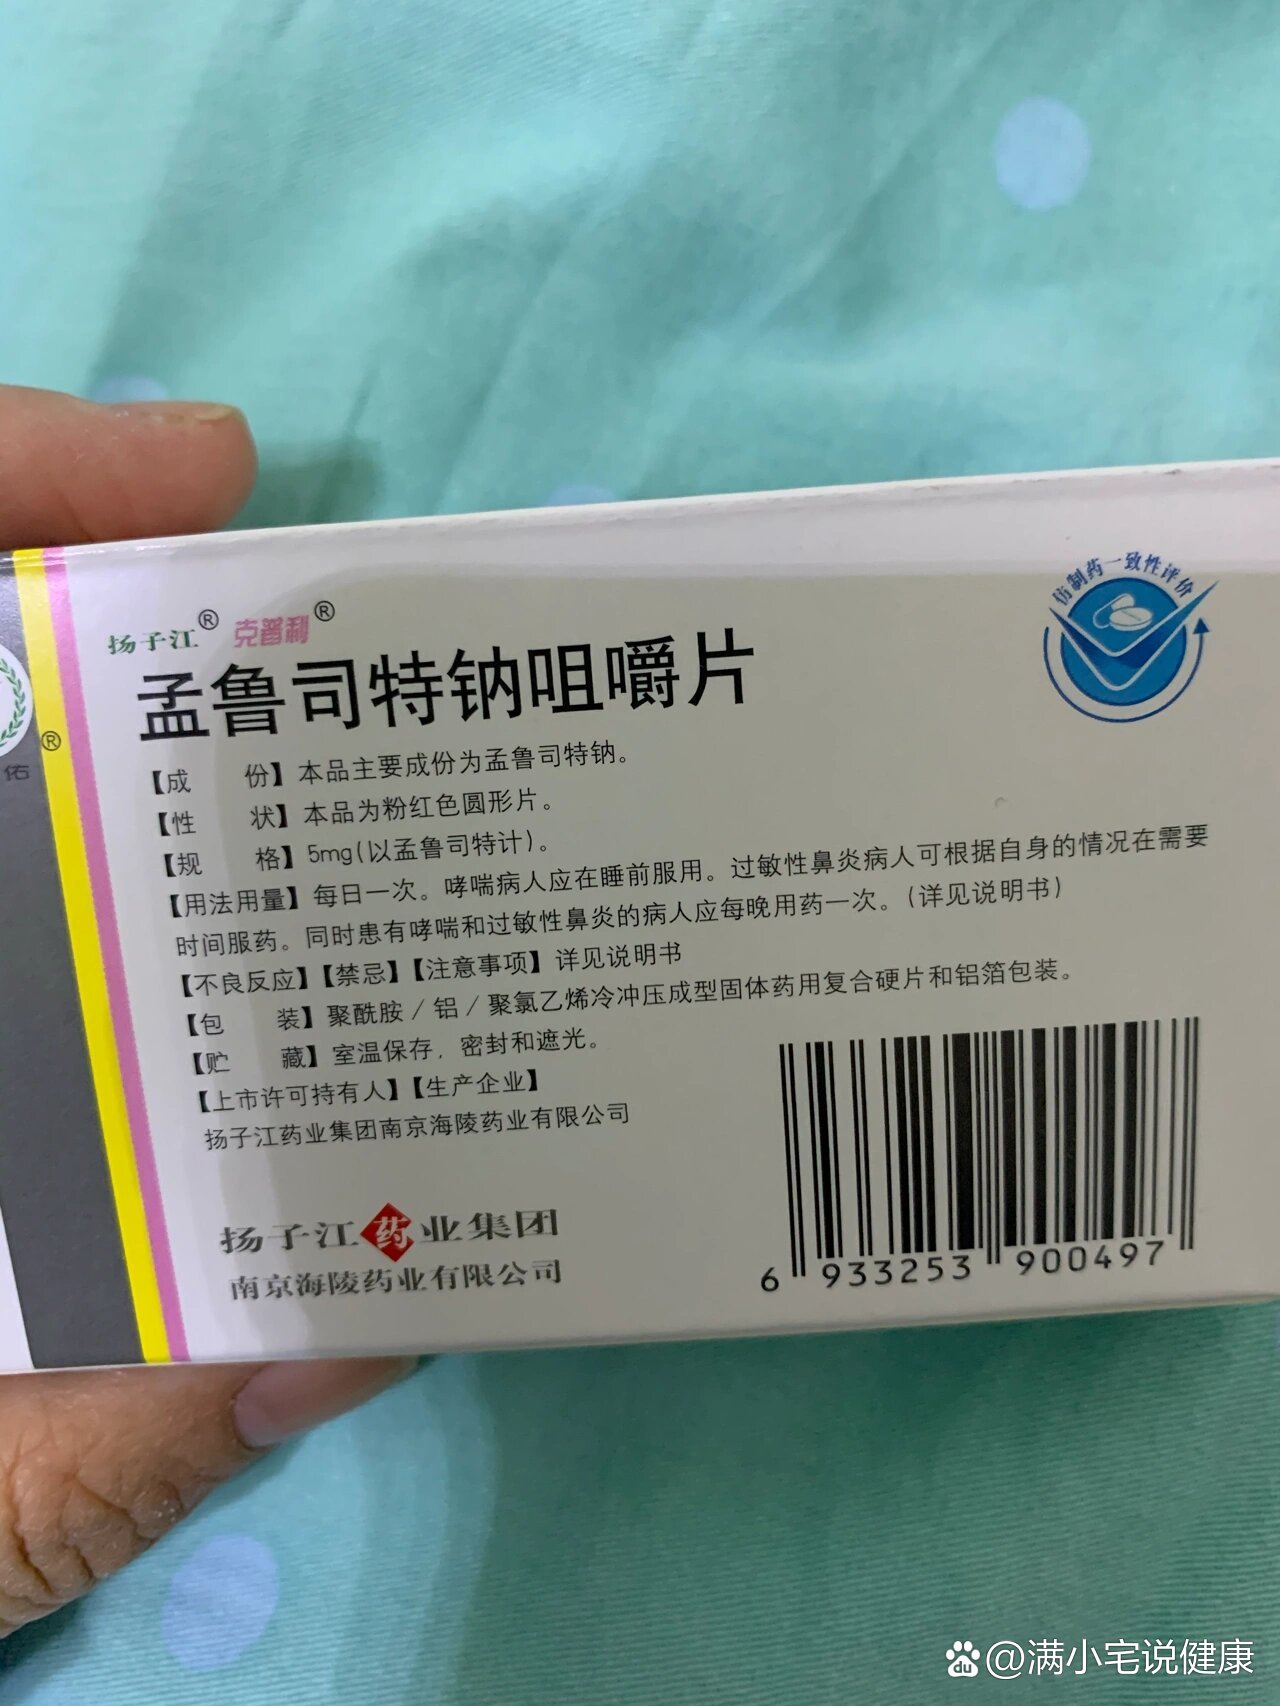 仿制药一致性评价
扬子江® 克普利®
孟鲁司特钠咀嚼片
®
佑
【成 份】本品主要成份为孟鲁司特钠。
【性 状】本品为粉红色圆形片。
【规 格】5mg(以孟鲁司特计)。
【用法用量】每日一次。哮喘病人应在睡前服用。过敏性鼻炎病人可根据自身的情况在需要
时间服药。同时患有哮喘和过敏性鼻炎的病人应每晚用药一次。(详见说明书)
【不良反应】【禁忌】【注意事项】详见说明书
【包 装】聚酰胺/铝/聚氯乙烯冷冲压成型固体药用复合硬片和铝箔包装。
【贮 藏】室温保存，密封和遮光。
【上市许可持有人】【生产企业】
扬子江药业集团南京海陵药业有限公司
扬子江药业集团
南京海陵药业有限公司
6 933253 900497
Bai du @满小宅说健康